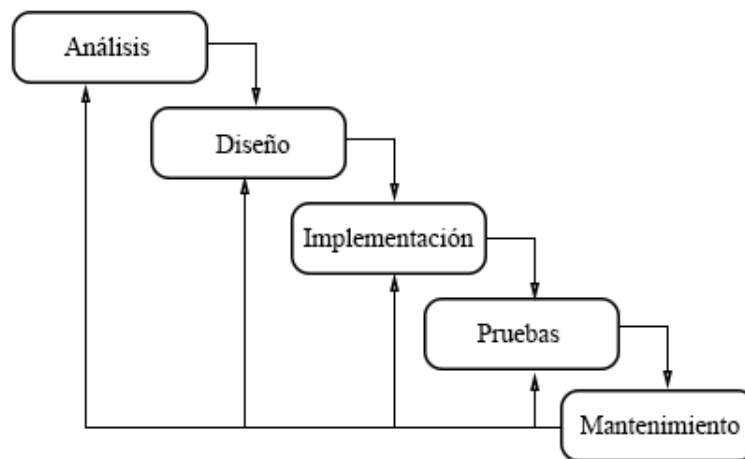 Análisis
Diseño
Implementación
Pruebas
Mantenimiento